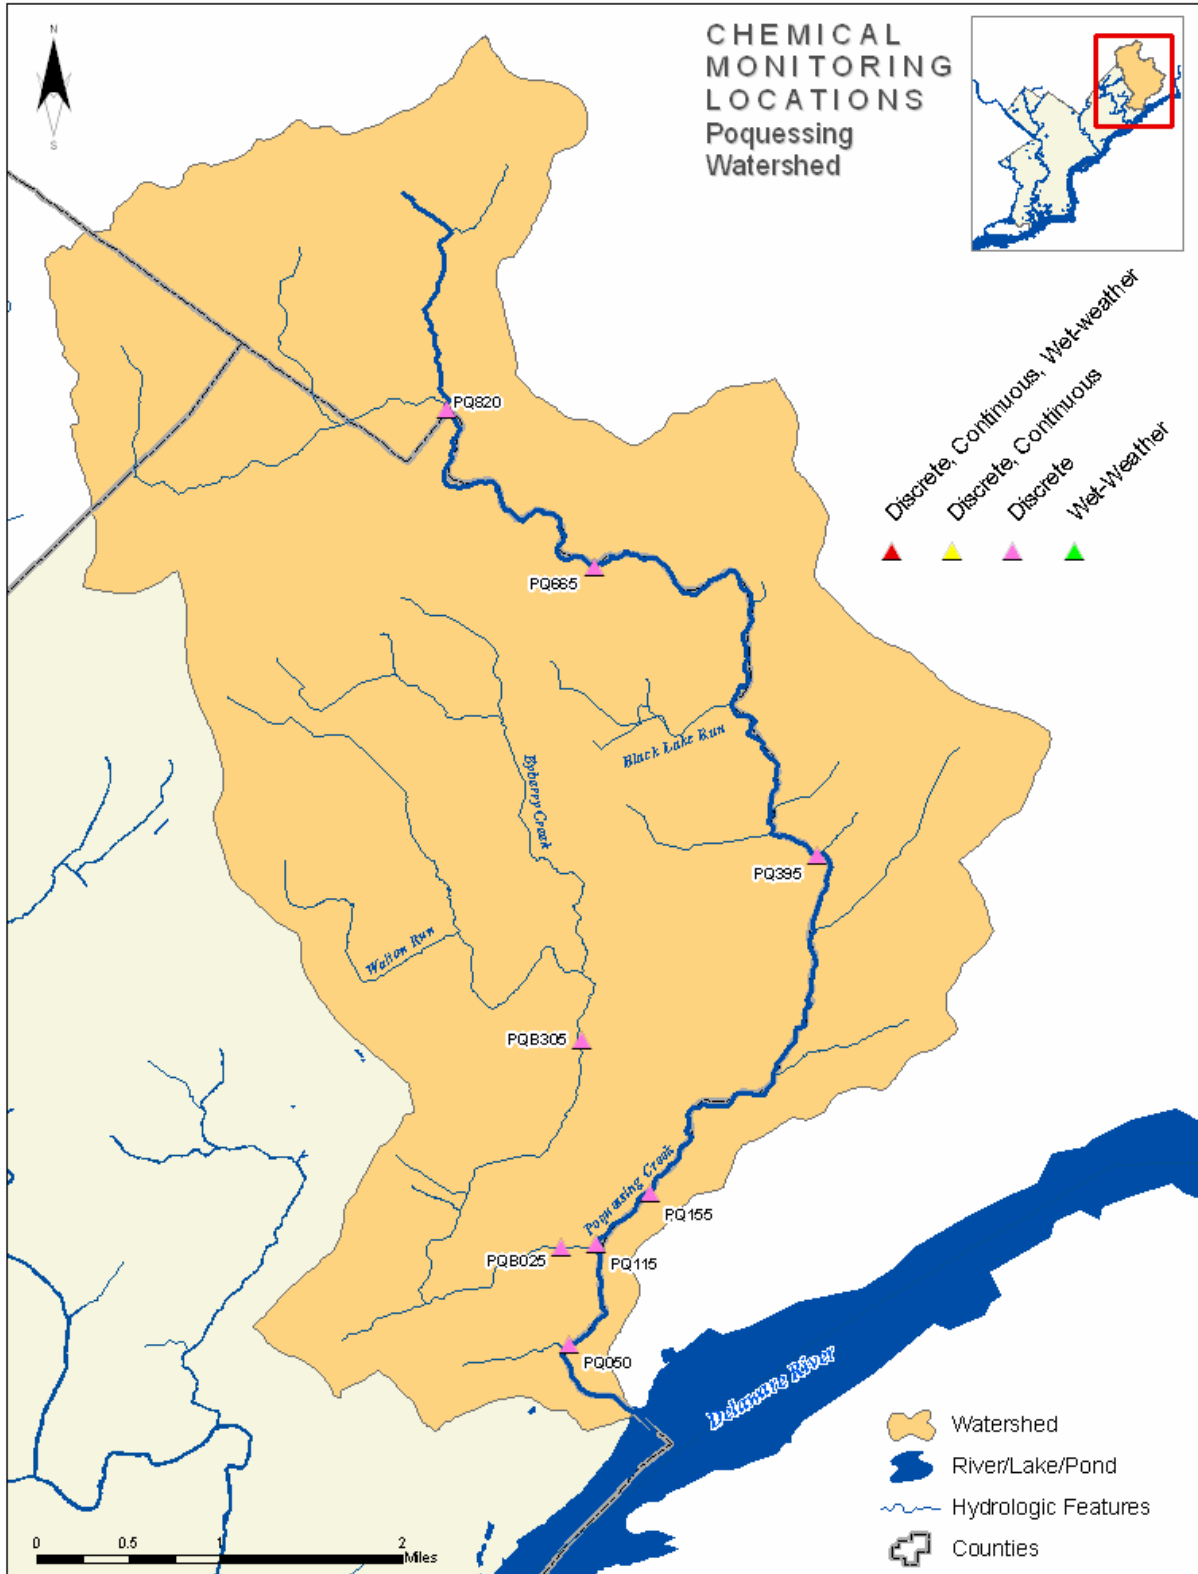 N
S
CHEMICAL
MONITORING
LOCATIONS
Poquessing
Watershed
Discrete, Continuous, Wet-weather
Discrete, Continuous
Discrete
Wet-Weather
PQ820
PQ665
Black Lake Run
Byberry Creek
PQ395
Walton Run
PQB305
Poquessing Creek
PQ155
PQB025
PQ115
PQ050
Delaware River
Watershed
River/Lake/Pond
Hydrologic Features
Counties
0 0.5 1 2
Miles